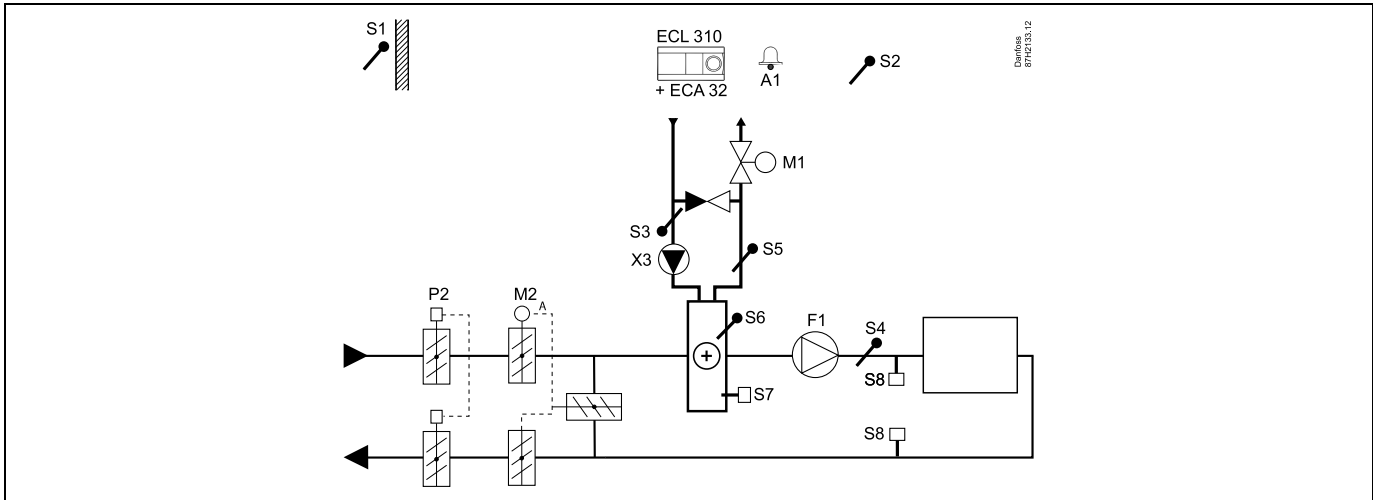 S1
ECL 310
+ ECA 32
A1
S2
Danfoss
87H2133.12
M1
S3
X3
S5
P2
M2
A
S6
F1
S4
S8
S7
S8